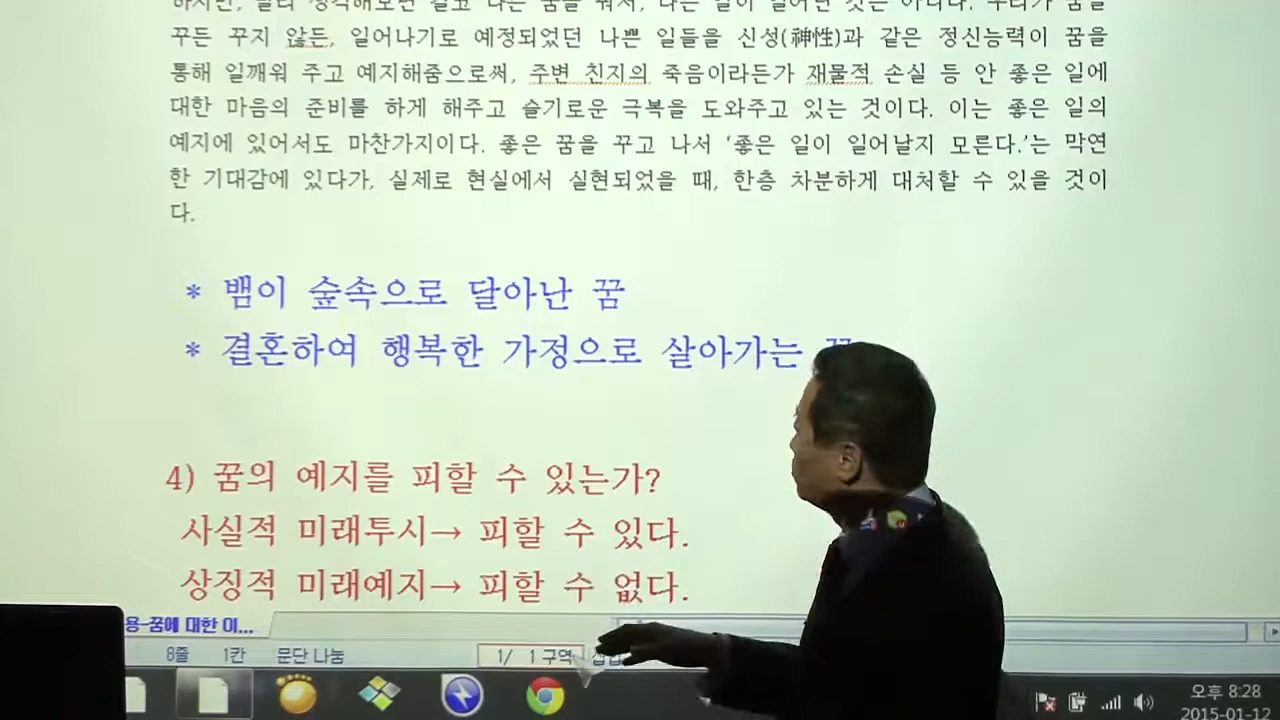 꾸든 꾸지 않든, 일어나기로 예정되었던 나쁜 일들을 신성(神性)과 같은 정신능력이 꿈을
통해 일깨워 주고 예지해줌으로써, 주변 친지의 죽음이라든가 재물적 손실 등 안 좋은 일에
대한 마음의 준비를 하게 해주고 슬기로운 극복을 도와주고 있는 것이다. 이는 좋은 일의
예지에 있어서도 마찬가지이다. 좋은 꿈을 꾸고 나서 ‘좋은 일이 일어날지 모른다.’는 막연
한 기대감에 있다가, 실제로 현실에서 실현되었을 때, 한층 차분하게 대처할 수 있을 것이
다.
* 뱀이 숲속으로 달아난 꿈
* 결혼하여 행복한 가정으로 살아가는
4) 꿈의 예지를 피할 수 있는가?
사실적 미래투시→ 피할 수 있다.
상징적 미래예지→ 피할 수 없다.
용-꿈에 대한 이...
8줄 1칸 문단 나눔 1/ 1 구역
오후 8:28
2015-01-12